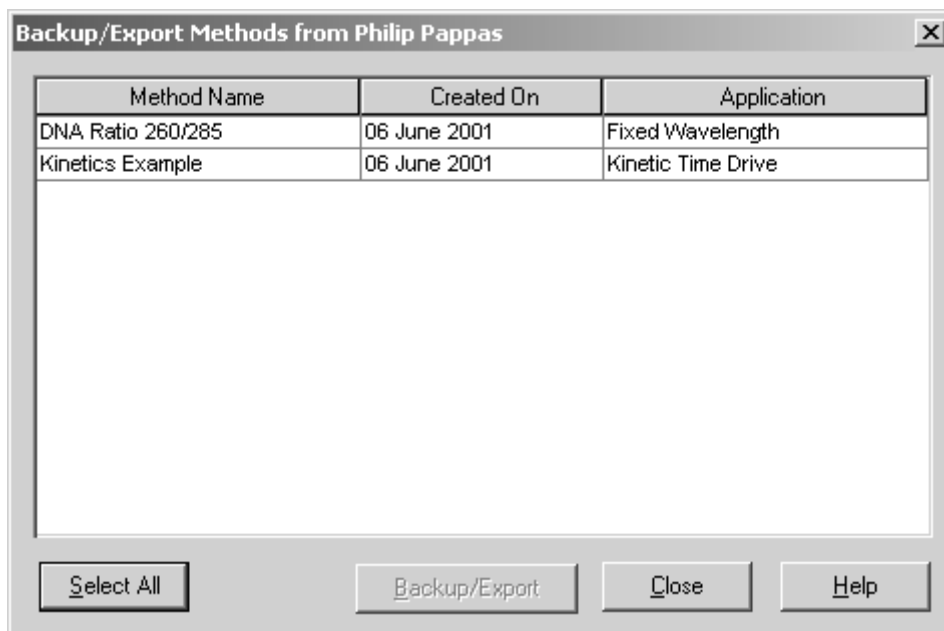 Backup/Export Methods from Philip Pappas
Method Name Created On Application
DNA Ratio 260/285 06 June 2001 Fixed Wavelength
Kinetics Example 06 June 2001 Kinetic Time Drive
Select All Backup/Export Close Help